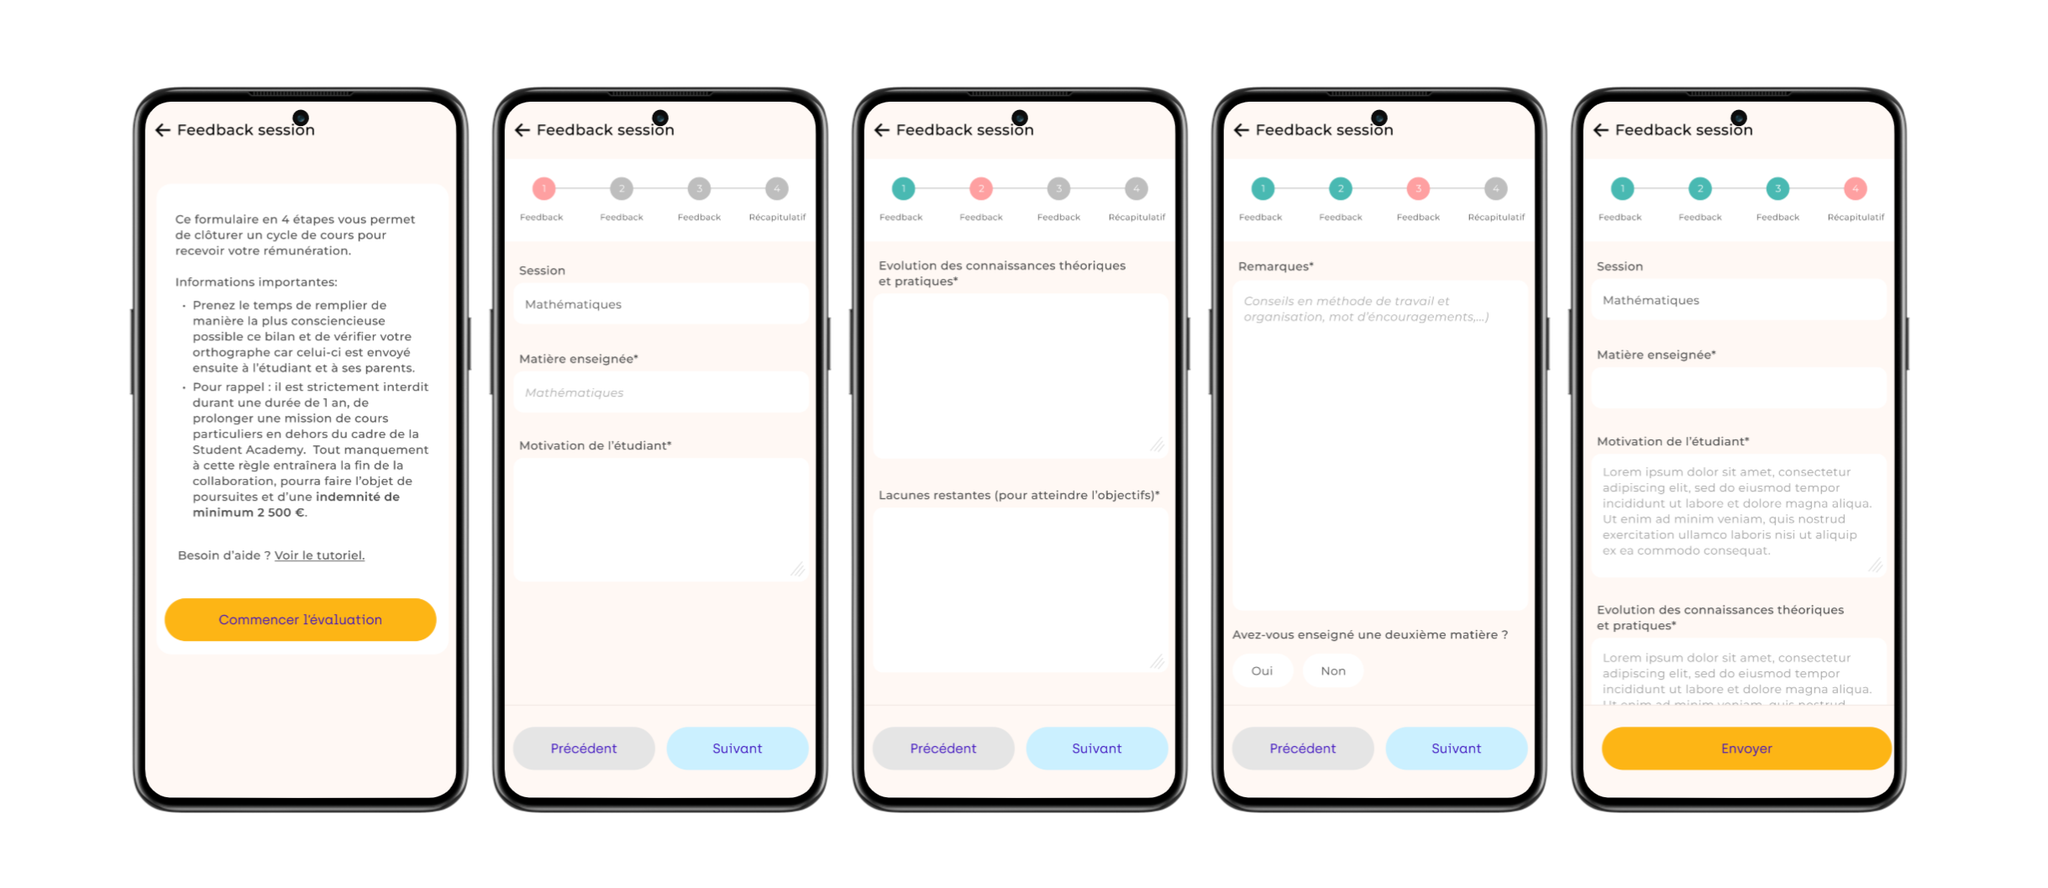 Feedback session
Ce formulaire en 4 étapes vous permet
de clôturer un cycle de cours pour
recevoir votre rémunération.
Informations importantes:
• Prenez le temps de remplier de
manière la plus consciencieuse
possible ce bilan et de vérifier votre
orthographe car celui-ci est envoyé
ensuite à l'étudiant et à ses parents.
• Pour rappel : il est strictement interdit
durant une durée de 1 an, de
prolonger une mission de cours
particuliers en dehors du cadre de la
Student Academy. Tout manquement
à cette règle entraînera la fin de la
collaboration, pourra faire l'objet de
poursuites et d'une indemnité de
minimum 2 500 €.
Besoin d'aide ? Voir le tutoriel.
Commencer l'évaluation
Feedback session
1 2 3 4
Feedback Feedback Feedback Récapitulatif
Session
Mathématiques
Matière enseignée*
Mathématiques
Motivation de l'étudiant*
Précédent Suivant
Feedback session
1 2 3 4
Feedback Feedback Feedback Récapitulatif
Evolution des connaissances théoriques
et pratiques*
Lacunes restantes (pour atteindre l'objectifs)*
Précédent Suivant
Feedback session
1 2 3 4
Feedback Feedback Feedback Récapitulatif
Remarques*
Conseils en méthode de travail et
organisation, mot d'éncouragements,...)
Avez-vous enseigné une deuxième matière ?
Oui Non
Précédent Suivant
Feedback session
1 2 3 4
Feedback Feedback Feedback Récapitulatif
Session
Mathématiques
Matière enseignée*
Motivation de l'étudiant*
Lorem ipsum dolor sit amet, consectetur
adipiscing elit, sed do eiusmod tempor
incididunt ut labore et dolore magna aliqua.
Ut enim ad minim veniam, quis nostrud
exercitation ullamco laboris nisi ut aliquip
ex ea commodo consequat.
Evolution des connaissances théoriques
et pratiques*
Lorem ipsum dolor sit amet, consectetur
adipiscing elit, sed do eiusmod tempor
incididunt ut labore et dolore magna aliqua.
Ut enim ad minim veniam, quis nostrud
Envoyer